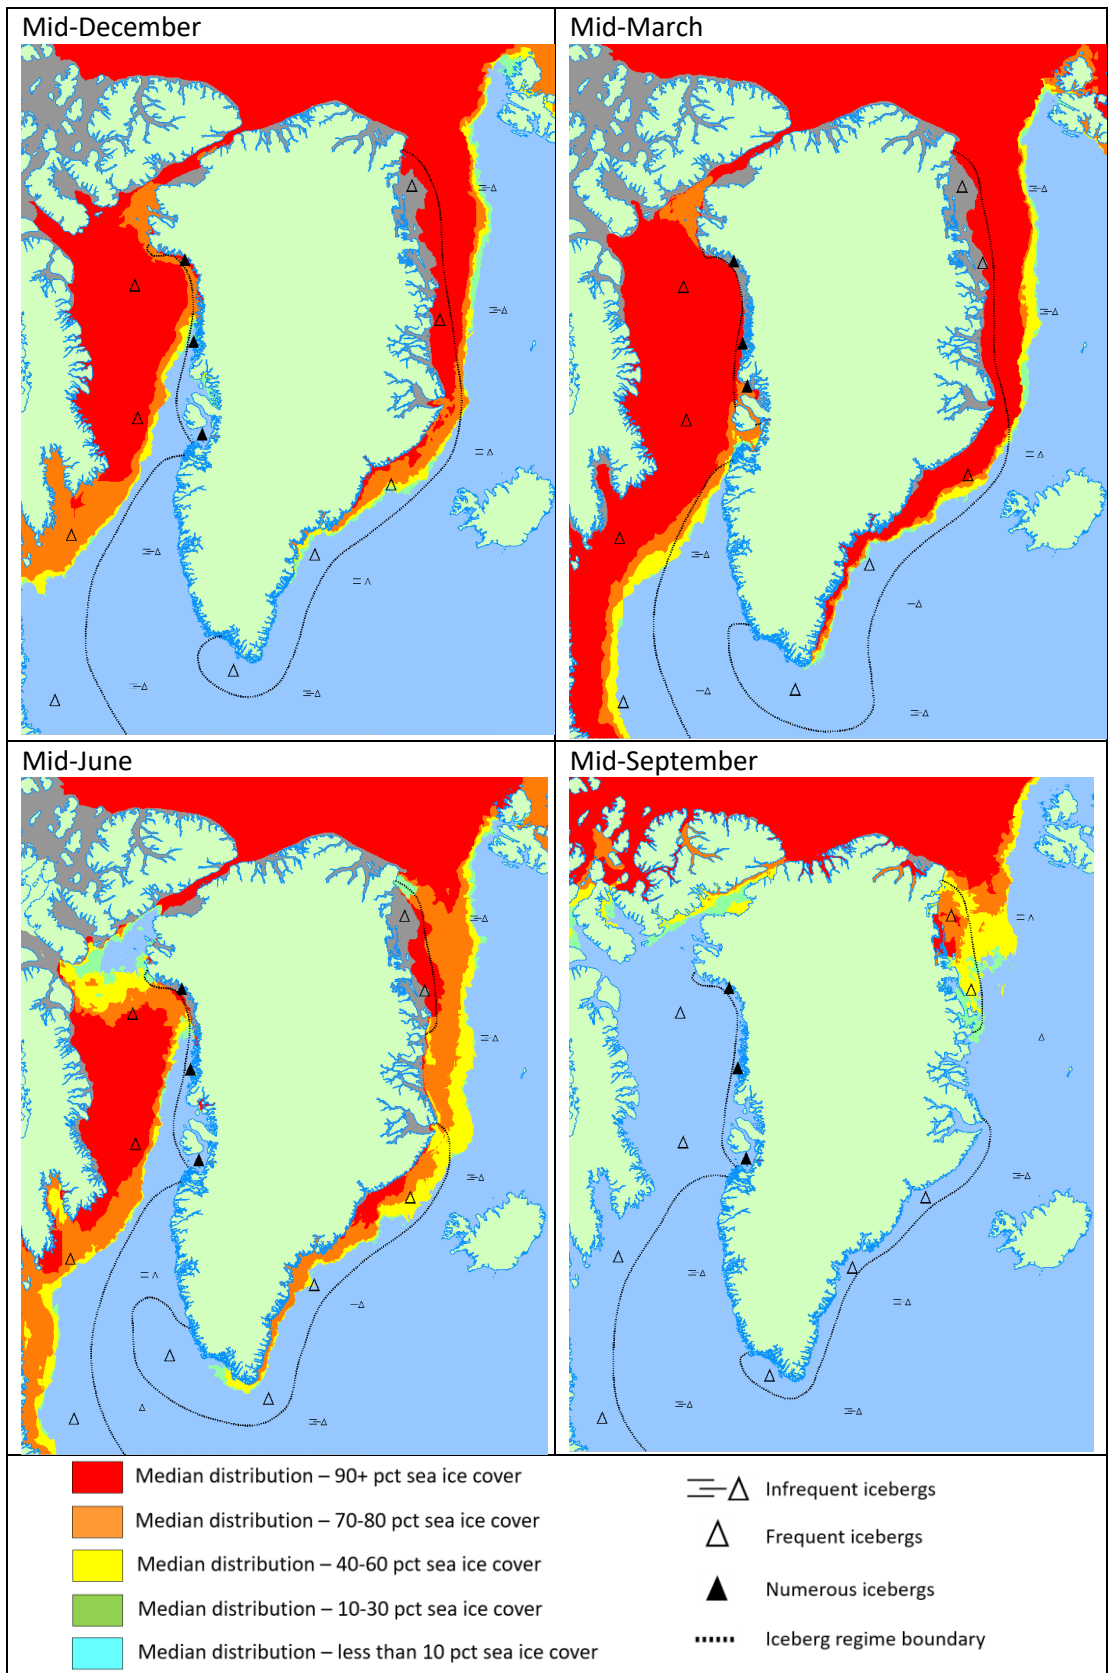 Mid-December
Mid-March
Mid-June
Mid-September
Median distribution – 90+ pct sea ice cover
Median distribution – 70-80 pct sea ice cover
Median distribution – 40-60 pct sea ice cover
Median distribution – 10-30 pct sea ice cover
Median distribution – less than 10 pct sea ice cover
Infrequent icebergs
Frequent icebergs
Numerous icebergs
Iceberg regime boundary